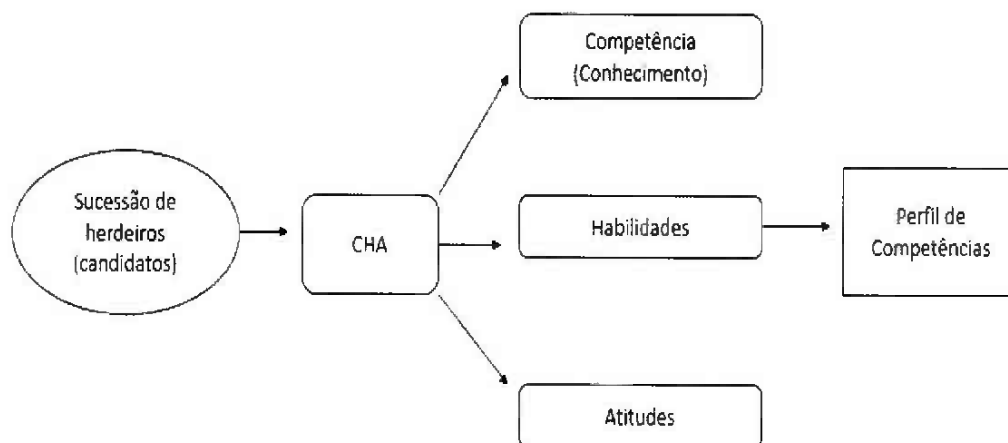 Competência
(Conhecimento)
Sucessão de
herdeiros
(candidatos)
CHA
Habilidades
Perfil de
Competências
Atitudes